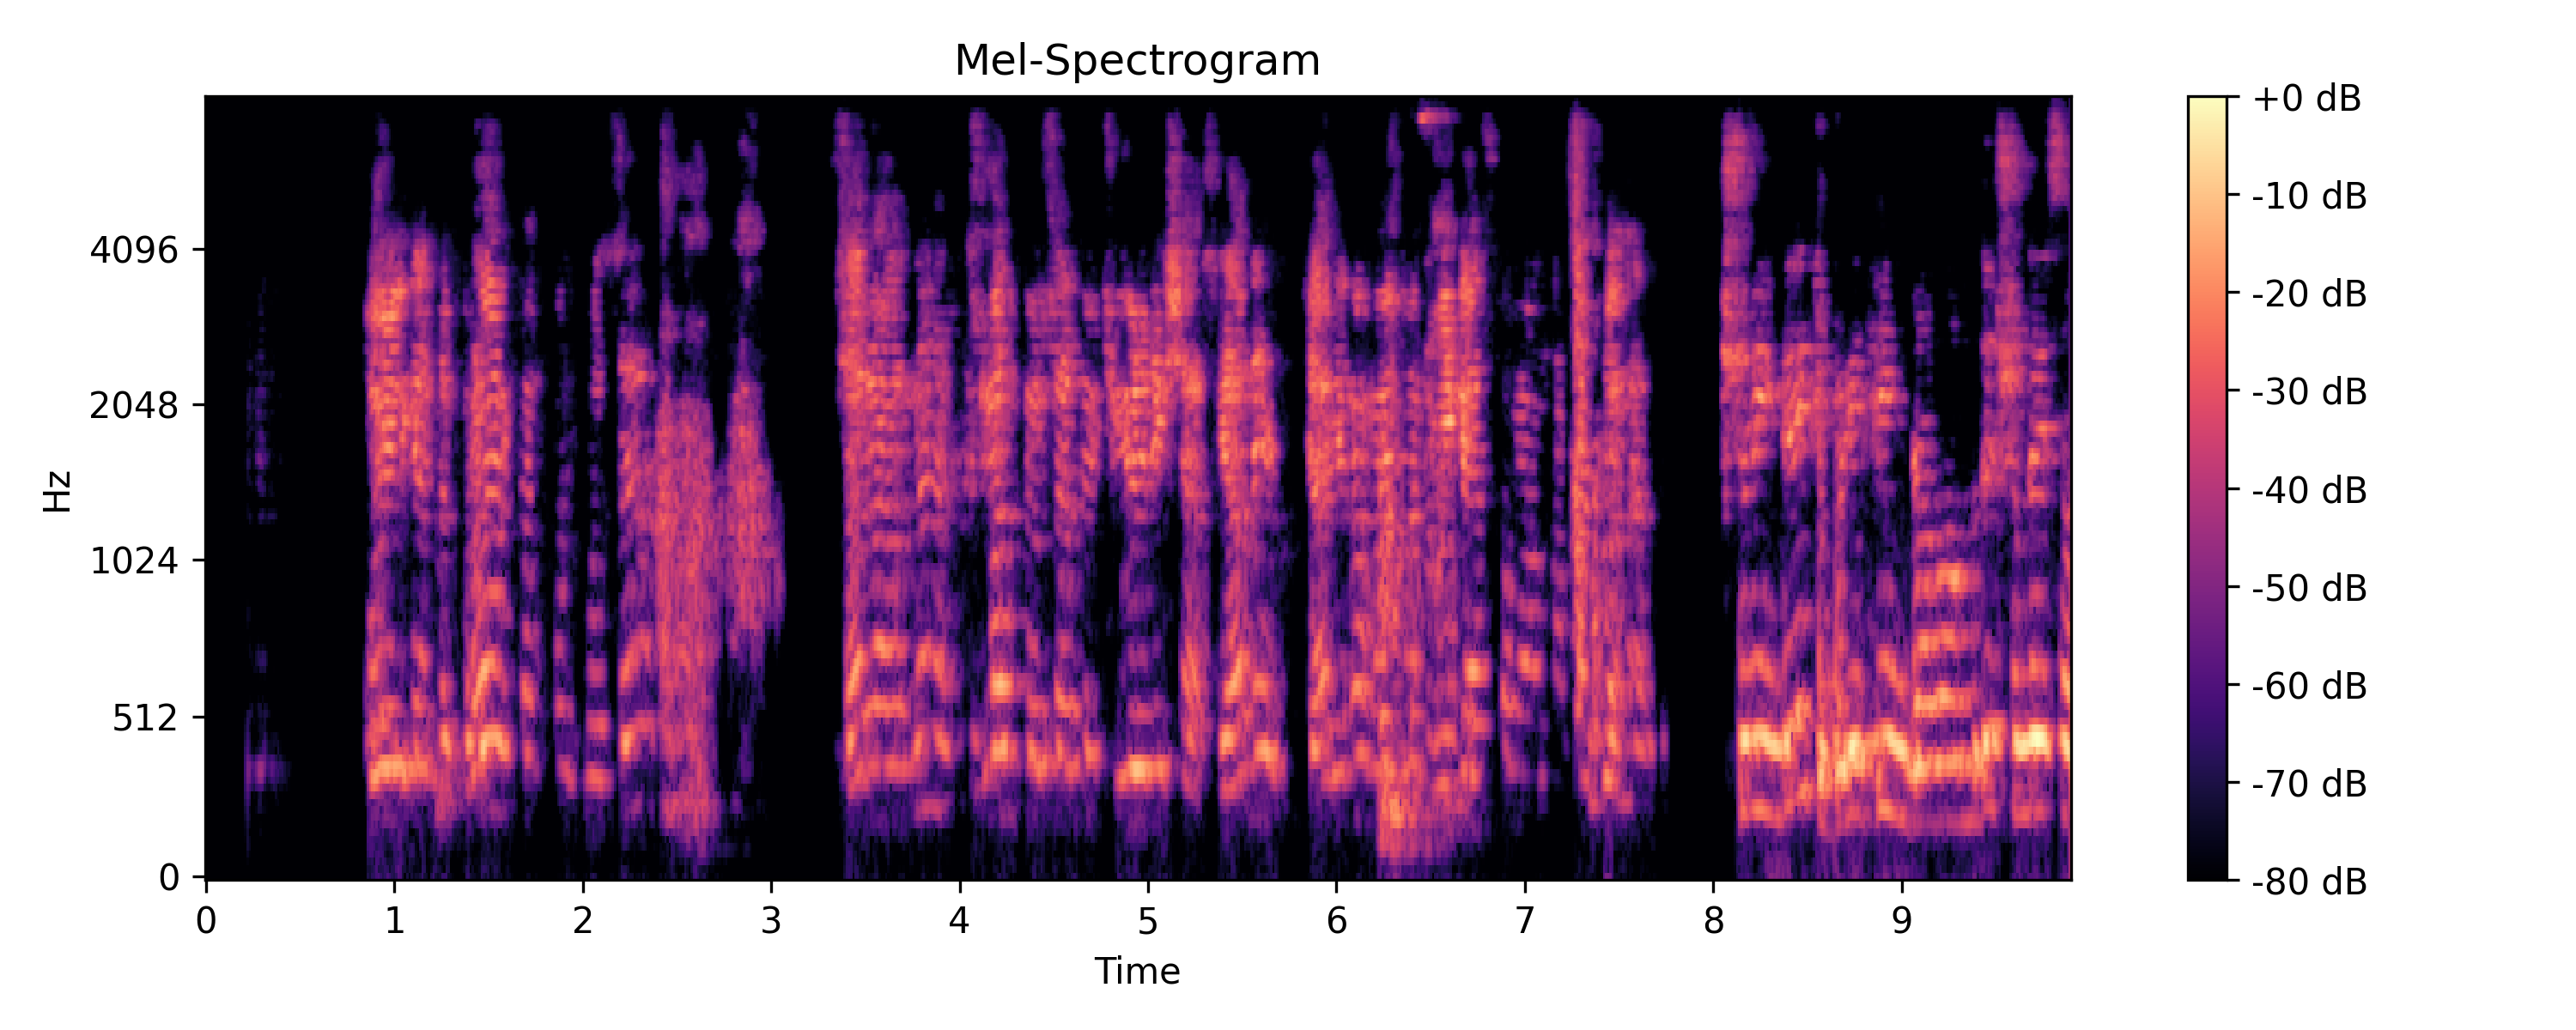 Mel-Spectrogram
+0 dB
-10 dB
-20 dB
-30 dB
-40 dB
-50 dB
-60 dB
-70 dB
-80 dB
4096
2048
1024
512
0
Hz
0 1 2 3 4 5 6 7 8 9
Time